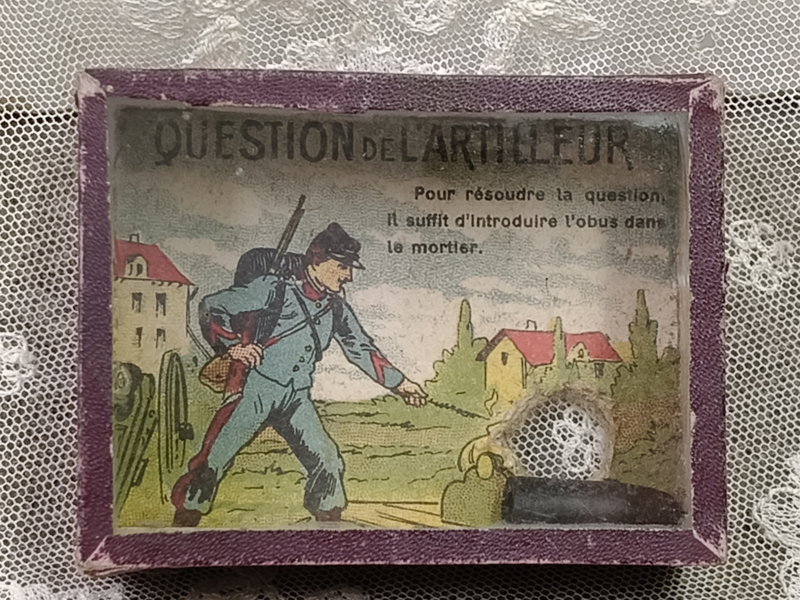 QUESTION DE L'ARTILLEUR
Pour résoudre la question,
il suffit d'introduire l'obus dans
le mortier.